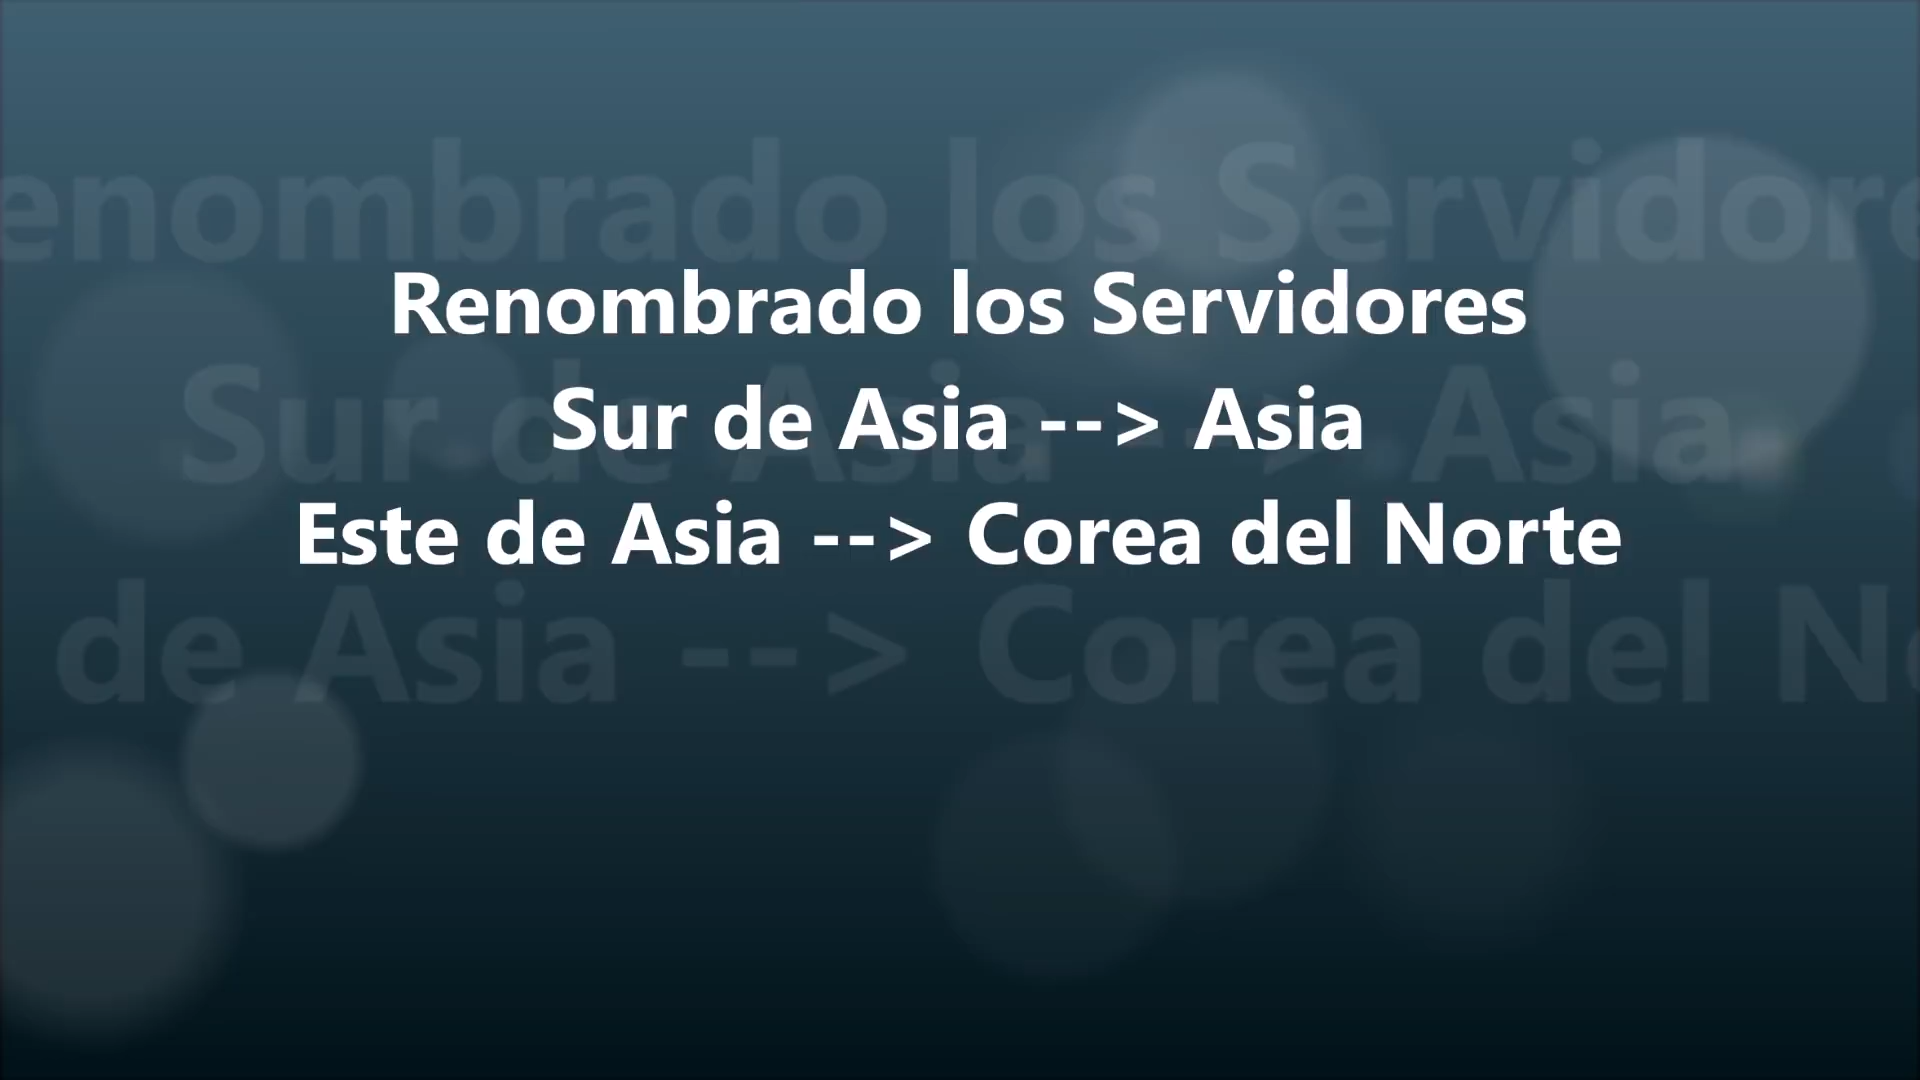 Renombrado los Servidores
Sur de Asia --> Asia
Este de Asia --> Corea del Norte